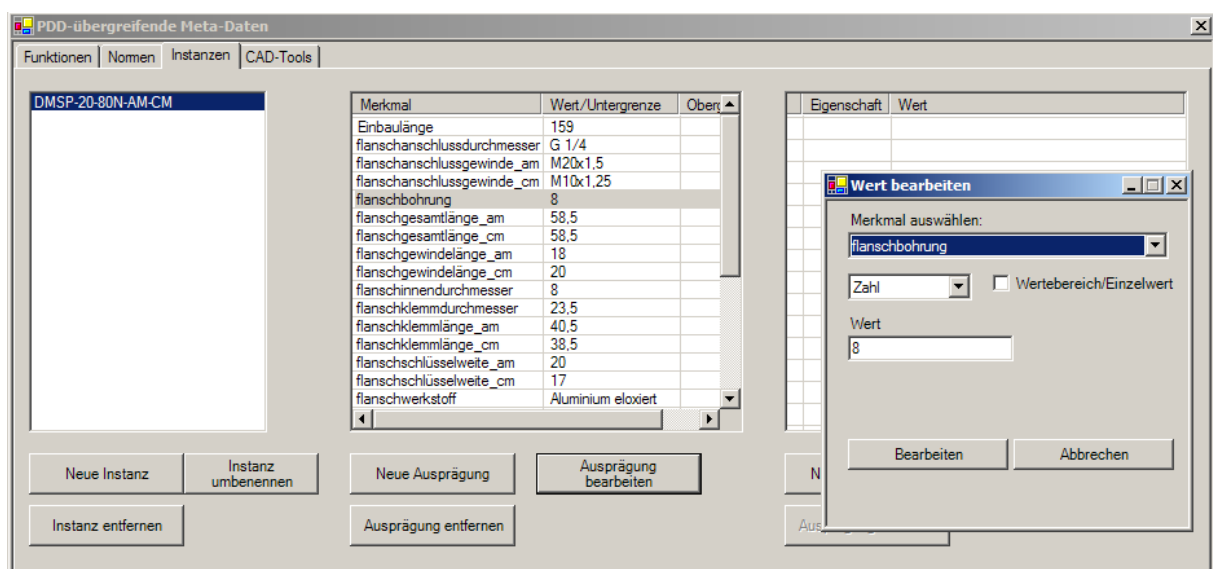 PDD-übergreifende Meta-Daten
Funktionen Normen Instanzen CAD-Tools
DMSP-20-80N-AM-CM
Merkmal Wert/Untergrenze
Einbaulänge 159
flanschanschlussdurchmesser G 1/4
flanschanschlussgewinde_am M20x1,5
flanschanschlussgewinde_cm M10x1,25
flanschbohrung 8
flanschgesamtlänge_am 58,5
flanschgesamtlänge_cm 58,5
flanschgewindelänge_am 18
flanschgewindelänge_cm 20
flanschinnendurchmesser 8
flanschklemmdurchmesser 23,5
flanschklemmlänge_am 40,5
flanschklemmlänge_cm 38,5
flanschschlüsselweite_am 20
flanschschlüsselweite_cm 17
flanschwerkstoff Aluminium eloxiert
Eigenschaft Wert
Wert bearbeiten
Merkmal auswählen:
flanschbohrung
Zahl Wertebereich/Einzelwert
Wert
8
Bearbeiten Abbrechen
Neue Instanz
Instanz
umbenennen
Neue Ausprägung
Ausprägung
bearbeiten
N
Instanz entfernen Ausprägung entfernen